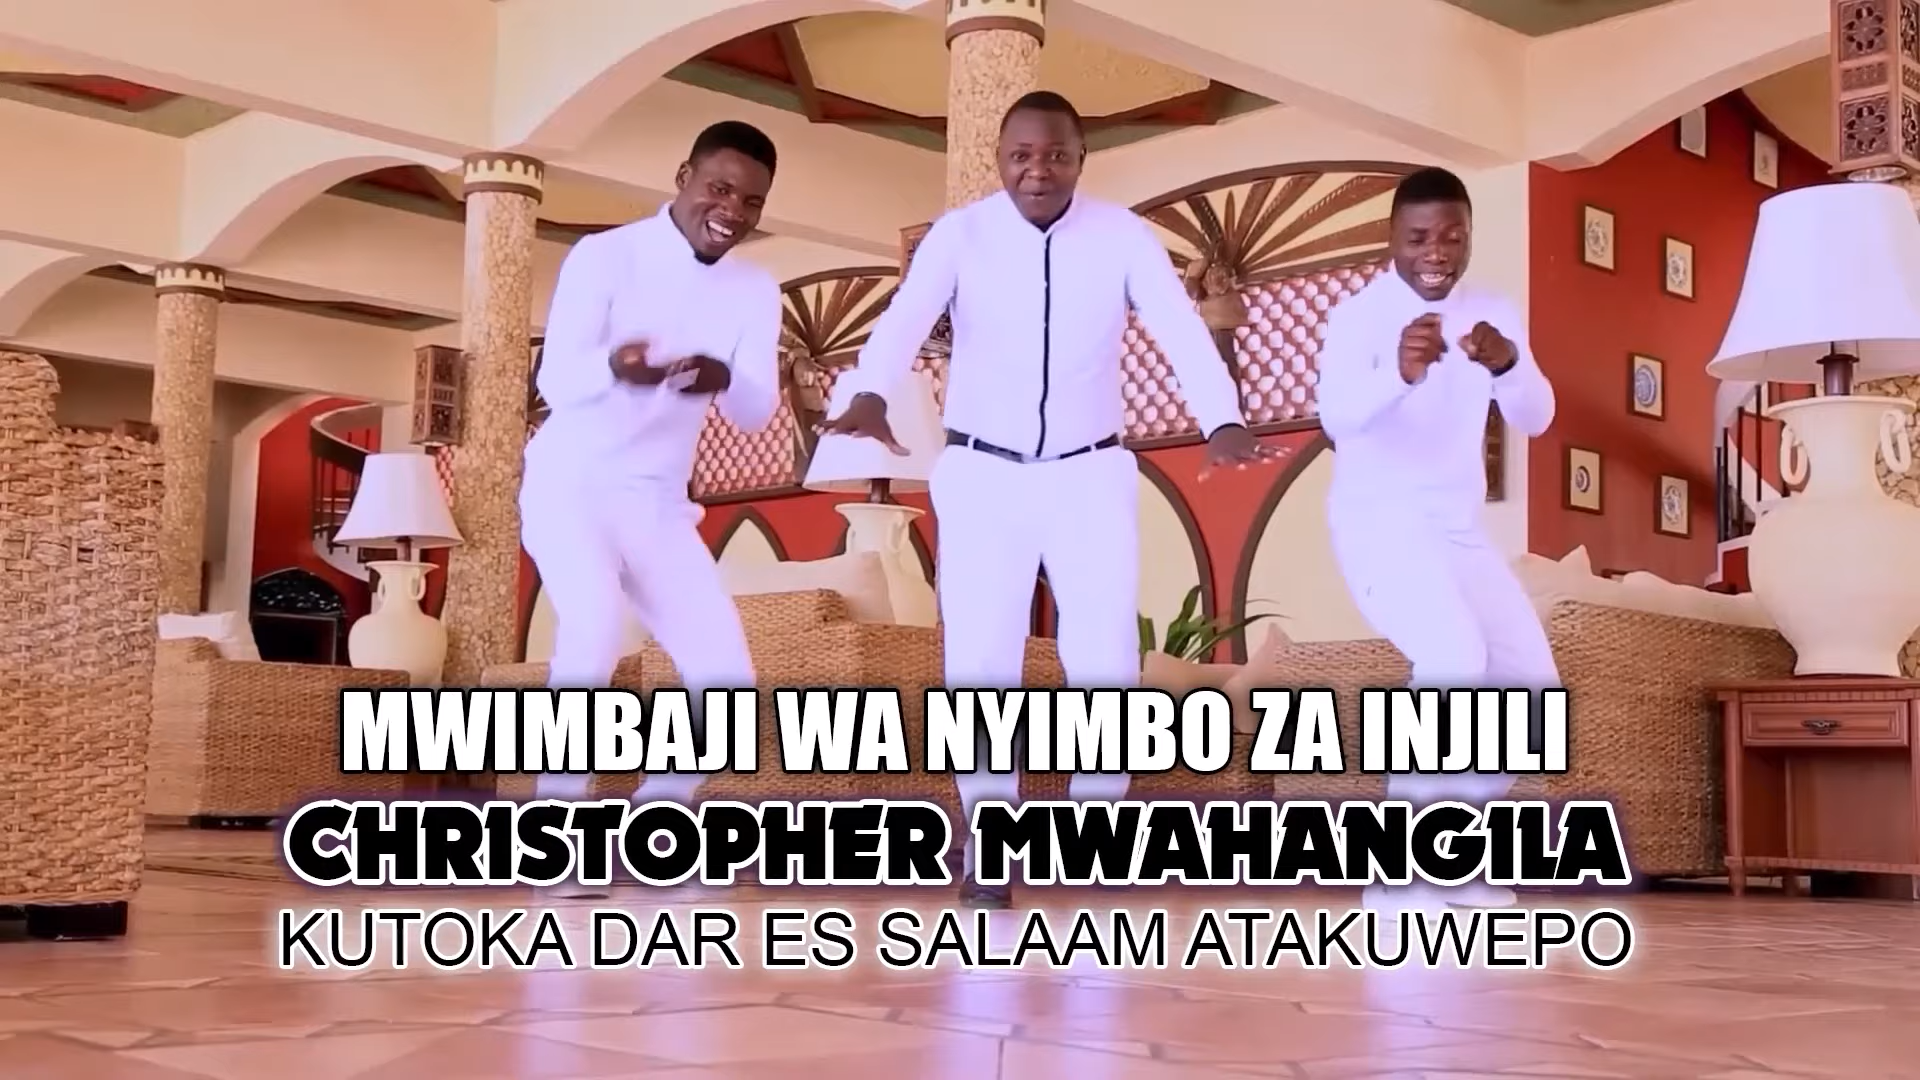 MWIMBAJI WA NYIMBO ZA INJILI
CHRISTOPHER MWAHANGILA
KUTOKA DAR ES SALAAM ATAKUWEPO